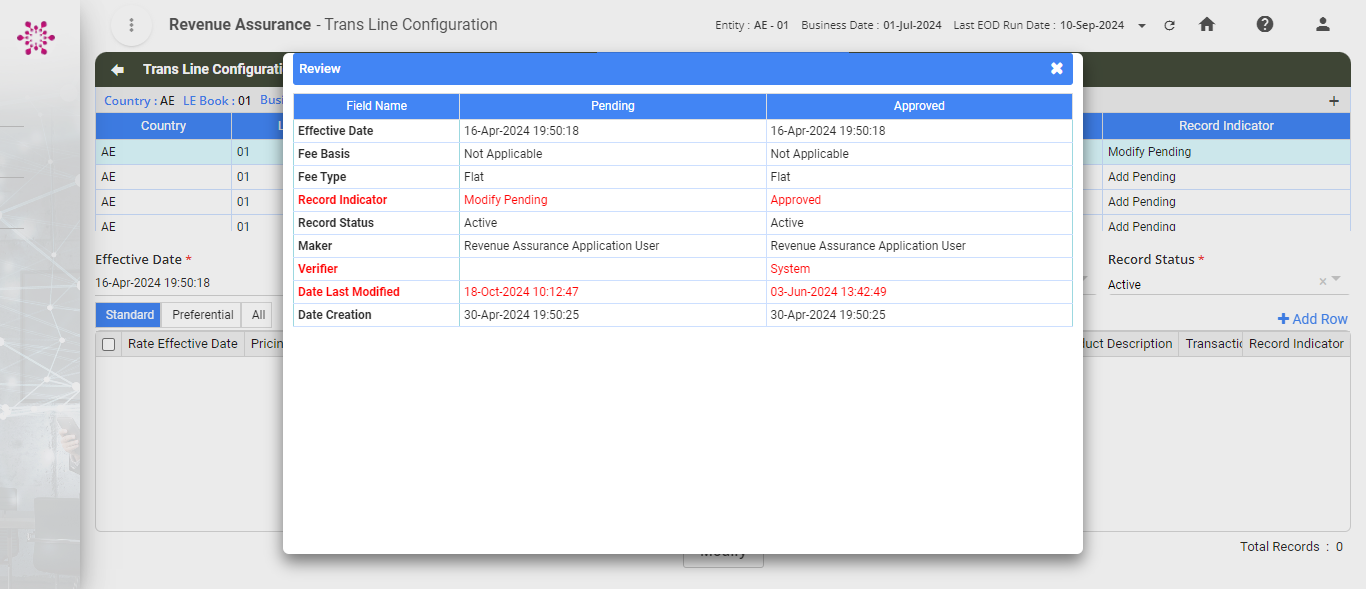 Revenue Assurance - Trans Line Configuration
Entity : AE - 01 Business Date : 01-Jul-2024 Last EOD Run Date : 10-Sep-2024
Trans Line Configurati
Review
Country : AE LE Book : 01 Busi
Country L Record Indicator
AE 01 Modify Pending
AE 01 Add Pending
AE 01 Add Pending
AE 01 Add Pending
Field Name Pending Approved
Effective Date 16-Apr-2024 19:50:18 16-Apr-2024 19:50:18
Fee Basis Not Applicable Not Applicable
Fee Type Flat Flat
Record Indicator Modify Pending Approved
Record Status Active Active
Maker Revenue Assurance Application User Revenue Assurance Application User
Verifier System
Date Last Modified 18-Oct-2024 10:12:47 03-Jun-2024 13:42:49
Date Creation 30-Apr-2024 19:50:25 30-Apr-2024 19:50:25
Effective Date * Record Status *
16-Apr-2024 19:50:18 Active
Standard Preferential All
+ Add Row
Rate Effective Date Pricin uct Description Transactic Record Indicator
Modify
Total Records : 0